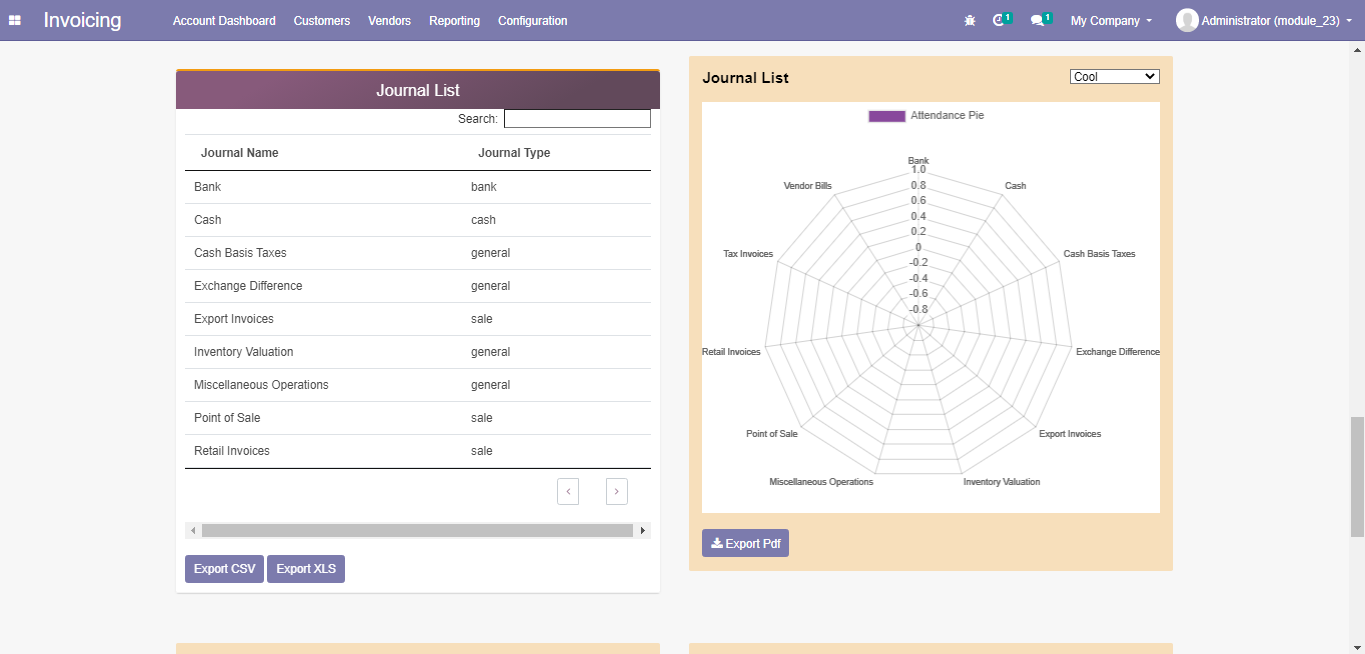 Invoicing Account Dashboard Customers Vendors Reporting Configuration 1 1 My Company Administrator (module_23)
Journal List
Search:
Journal Name Journal Type
Bank bank
Cash cash
Cash Basis Taxes general
Exchange Difference general
Export Invoices sale
Inventory Valuation general
Miscellaneous Operations general
Point of Sale sale
Retail Invoices sale
Export CSV Export XLS
Journal List Cool
Attendance Pie
Bank
1.0
Vendor Bills 0.8 Cash
0.6
0.4
0.2
Tax Invoices 0 Cash Basis Taxes
-0.2
-0.4
-0.6
-0.8
Retail Invoices Exchange Difference
Point of Sale Export Invoices
Miscellaneous Operations Inventory Valuation
Export Pdf